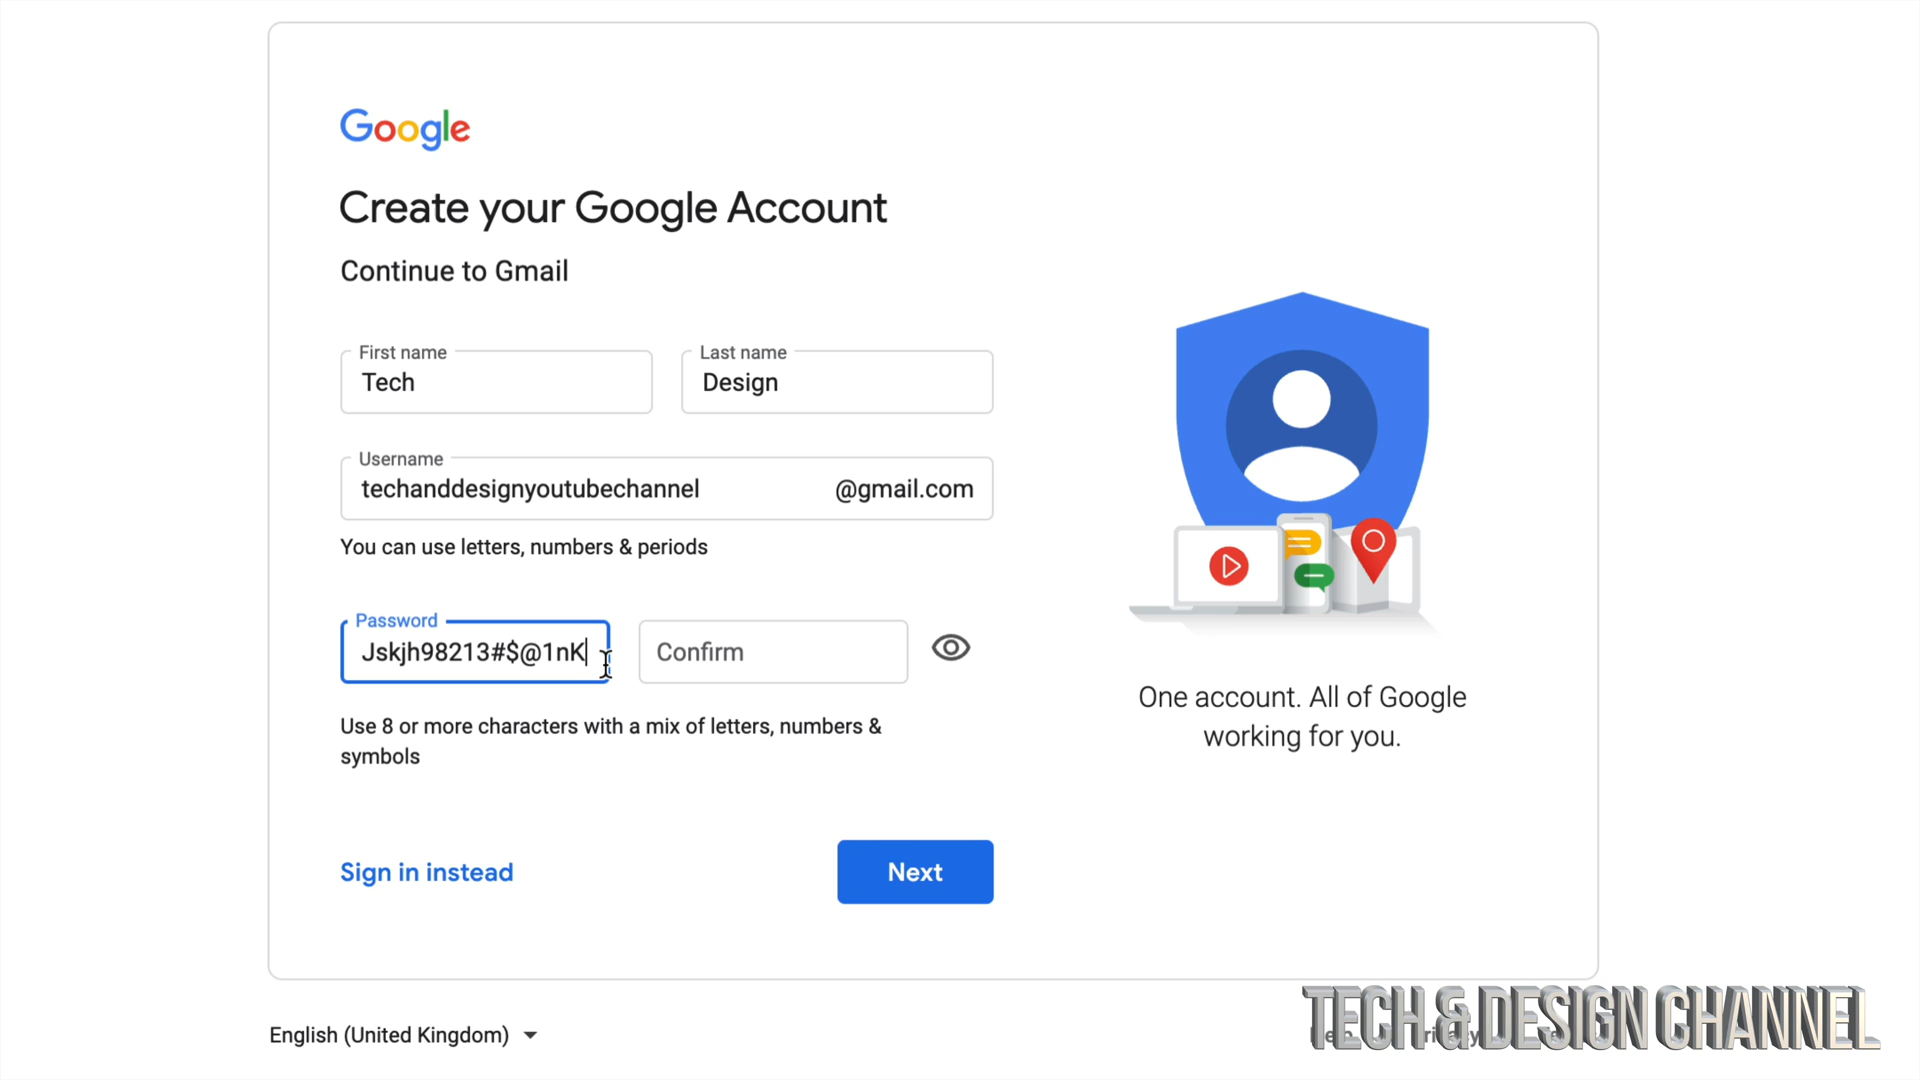 Google
Create your Google Account
Continue to Gmail
First name
Tech
Last name
Design
Username
techanddesignyoutubechannel
@gmail.com
You can use letters, numbers & periods
Password
Jskjh98213#$@1nK
Confirm
Use 8 or more characters with a mix of letters, numbers &
symbols
One account. All of Google
working for you.
Sign in instead
Next
English (United Kingdom)
TECH & DESIGN CHANNEL